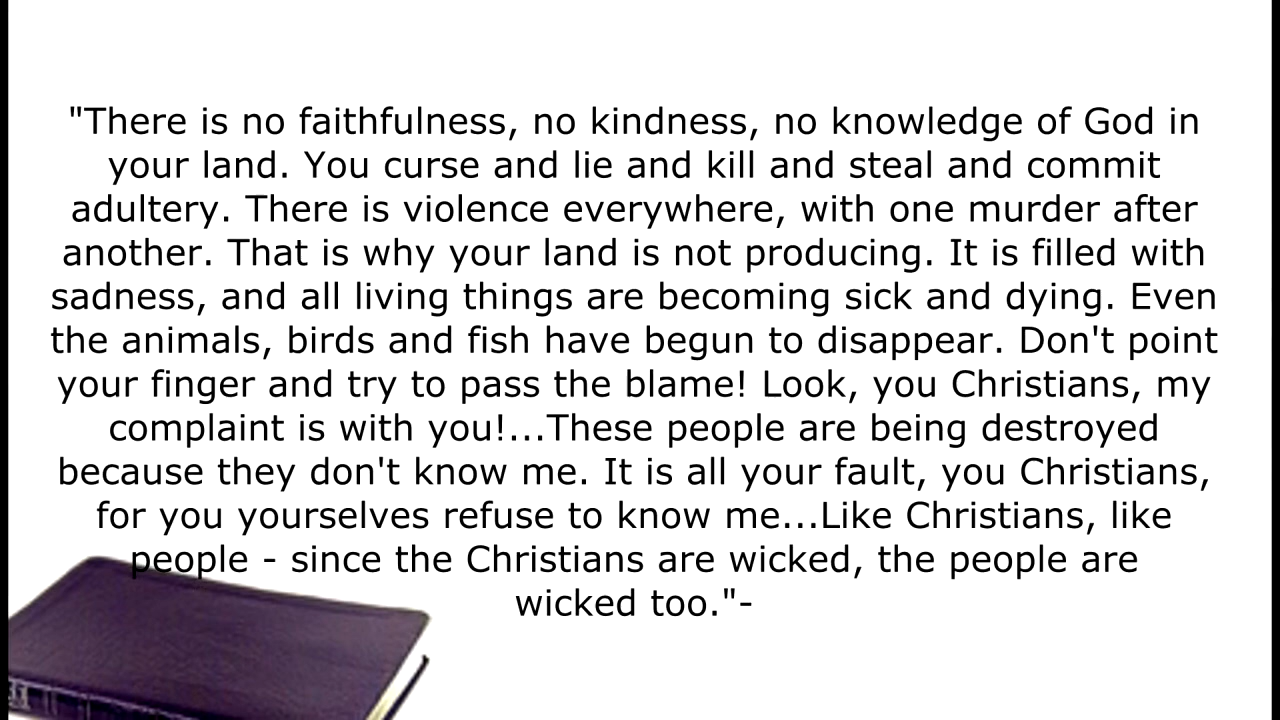 "There is no faithfulness, no kindness, no knowledge of God in
your land. You curse and lie and kill and steal and commit
adultery. There is violence everywhere, with one murder after
another. That is why your land is not producing. It is filled with
sadness, and all living things are becoming sick and dying. Even
the animals, birds and fish have begun to disappear. Don't point
your finger and try to pass the blame! Look, you Christians, my
complaint is with you!...These people are being destroyed
because they don't know me. It is all your fault, you Christians,
for you yourselves refuse to know me...Like Christians, like
people - since the Christians are wicked, the people are
wicked too."-